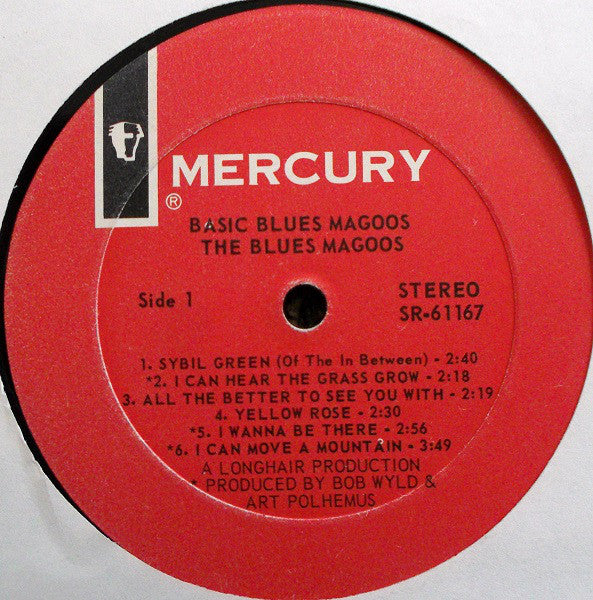 MERCURY
®
BASIC BLUES MAGOOS
THE BLUES MAGOOS
Side 1
STEREO
SR-61167
1. SYBIL GREEN (Of The In Between) - 2:40
*2. I CAN HEAR THE GRASS GROW - 2:18
3. ALL THE BETTER TO SEE YOU WITH - 2:19
4. YELLOW ROSE - 2:30
*5. I WANNA BE THERE - 2:56
*6. I CAN MOVE A MOUNTAIN - 3:49
A LONGHAIR PRODUCTION
* PRODUCED BY BOB WYLD &
ART POLHEMUS